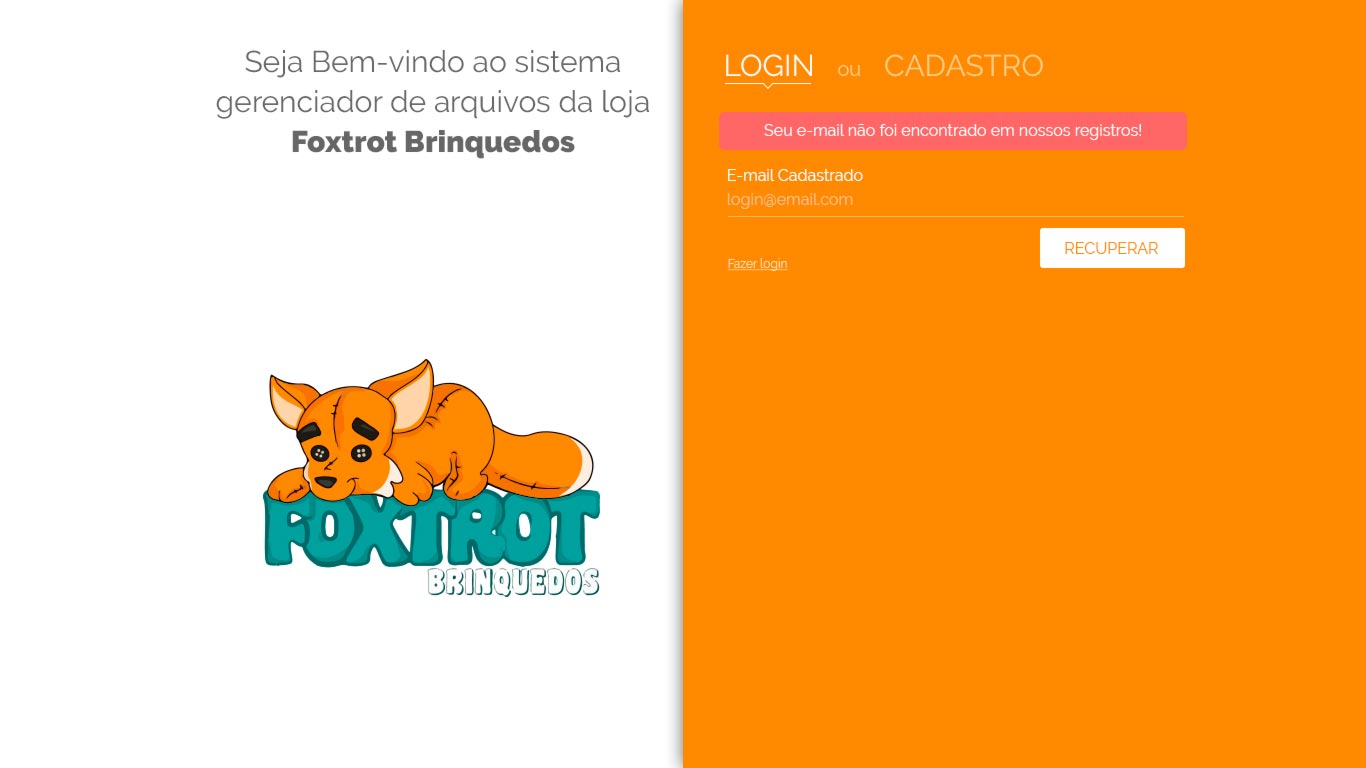 Seja Bem-vindo ao sistema
gerenciador de arquivos da loja
Foxtrot Brinquedos
FOXTROT
BRINQUEDOS
LOGIN ou CADASTRO
Seu e-mail não foi encontrado em nossos registros!
E-mail Cadastrado
login@email.com
RECUPERAR
Fazer login